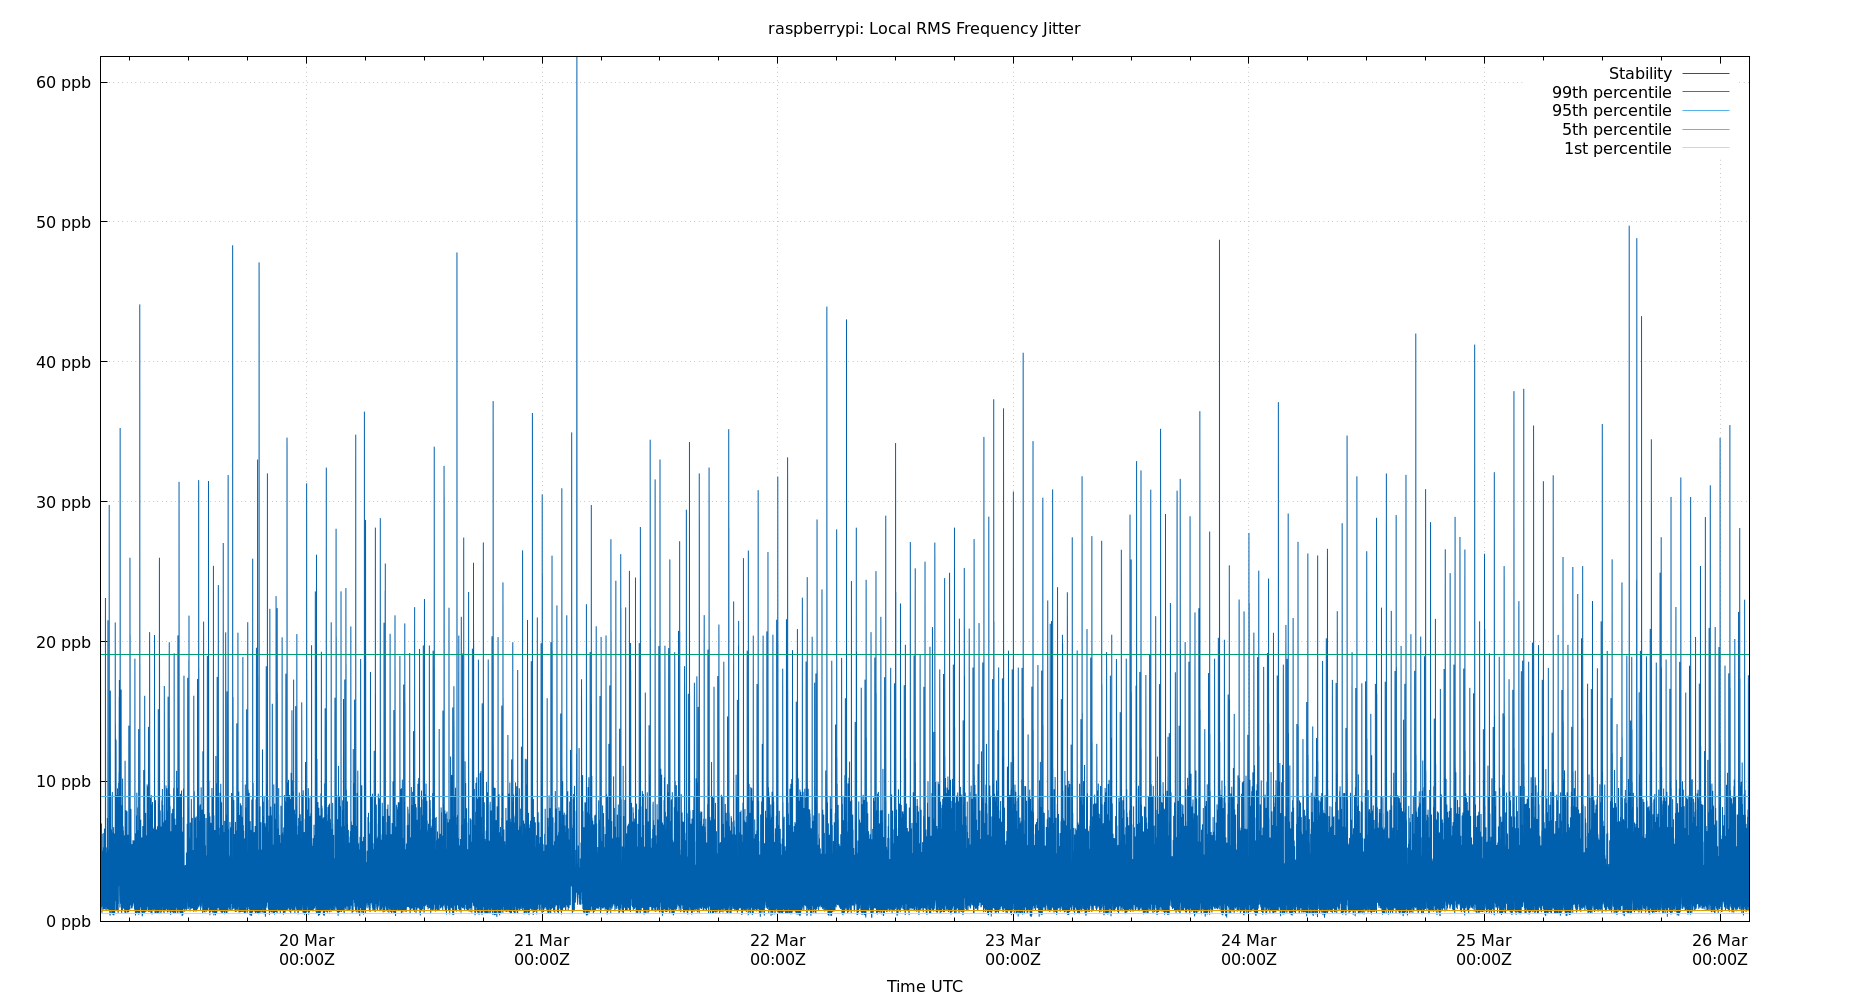 raspberrypi: Local RMS Frequency Jitter
60 ppb
50 ppb
40 ppb
30 ppb
20 ppb
10 ppb
0 ppb
Stability
99th percentile
95th percentile
5th percentile
1st percentile
20 Mar 21 Mar 22 Mar 23 Mar 24 Mar 25 Mar 26 Mar
00:00Z 00:00Z 00:00Z 00:00Z 00:00Z 00:00Z 00:00Z
Time UTC